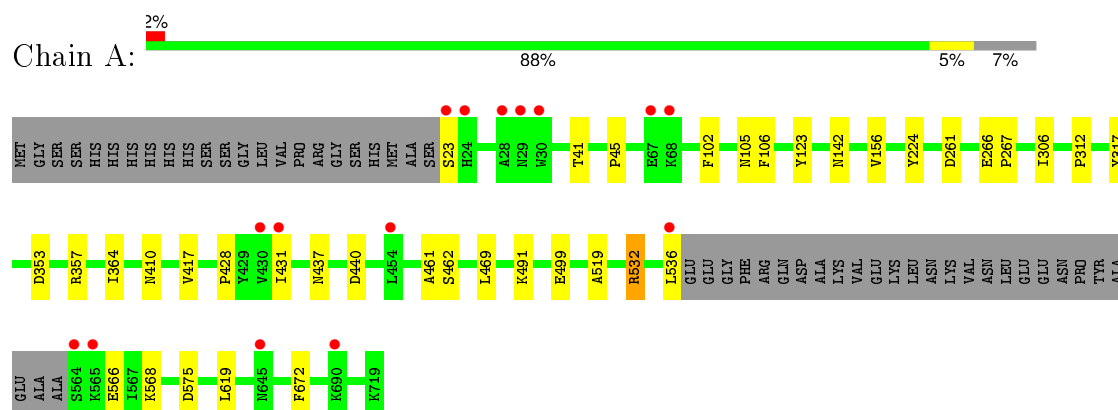 2%
Chain A:
88% 5% 7%
MET GLY SER SER HIS HIS HIS HIS HIS HIS SER SER GLY LEU VAL PRO ARG GLY SER HIS MET ALA SER S23 H24 A28 N29 W30 T41 P45 E67 K68 F102 N105 F106 Y123 N142 V156 Y224 D261 E266 P267 I306 P312 Y317
D353 R357 I364 N410 V417 P428 Y429 V430 I431 N437 D440 L454 A461 S462 L469 K491 E499 A519 R532 L536 GLU GLU GLY PHE ARG GLN ASP ALA LYS VAL GLU LYS LEU ASN LYS VAL ASN LEU GLU GLU ASN PRO TYR ALA
GLU ALA ALA S564 K565 E566 I567 K568 D575 L619 N645 F672 K690 K719